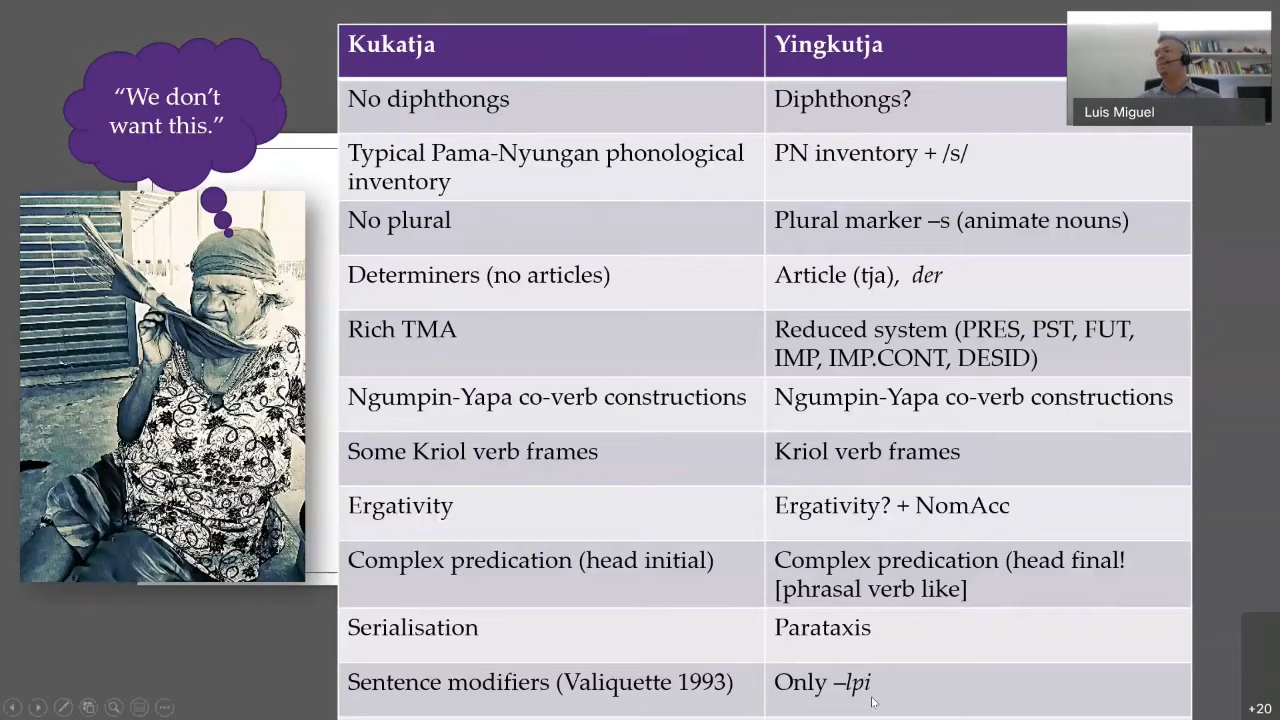 “We don’t
want this.”
Kukatja
Yingkutja
No diphthongs
Diphthongs?
Typical Pama-Nyungan phonological
inventory
PN inventory + /s/
No plural
Plural marker –s (animate nouns)
Determiners (no articles)
Article (tja), der
Rich TMA
Reduced system (PRES, PST, FUT,
IMP, IMP.CONT, DESID)
Ngumpin-Yapa co-verb constructions
Ngumpin-Yapa co-verb constructions
Some Kriol verb frames
Kriol verb frames
Ergativity
Ergativity? + NomAcc
Complex predication (head initial)
Complex predication (head final!
[phrasal verb like]
Serialisation
Parataxis
Sentence modifiers (Valiquette 1993)
Only –lpi
Luis Miguel
+20